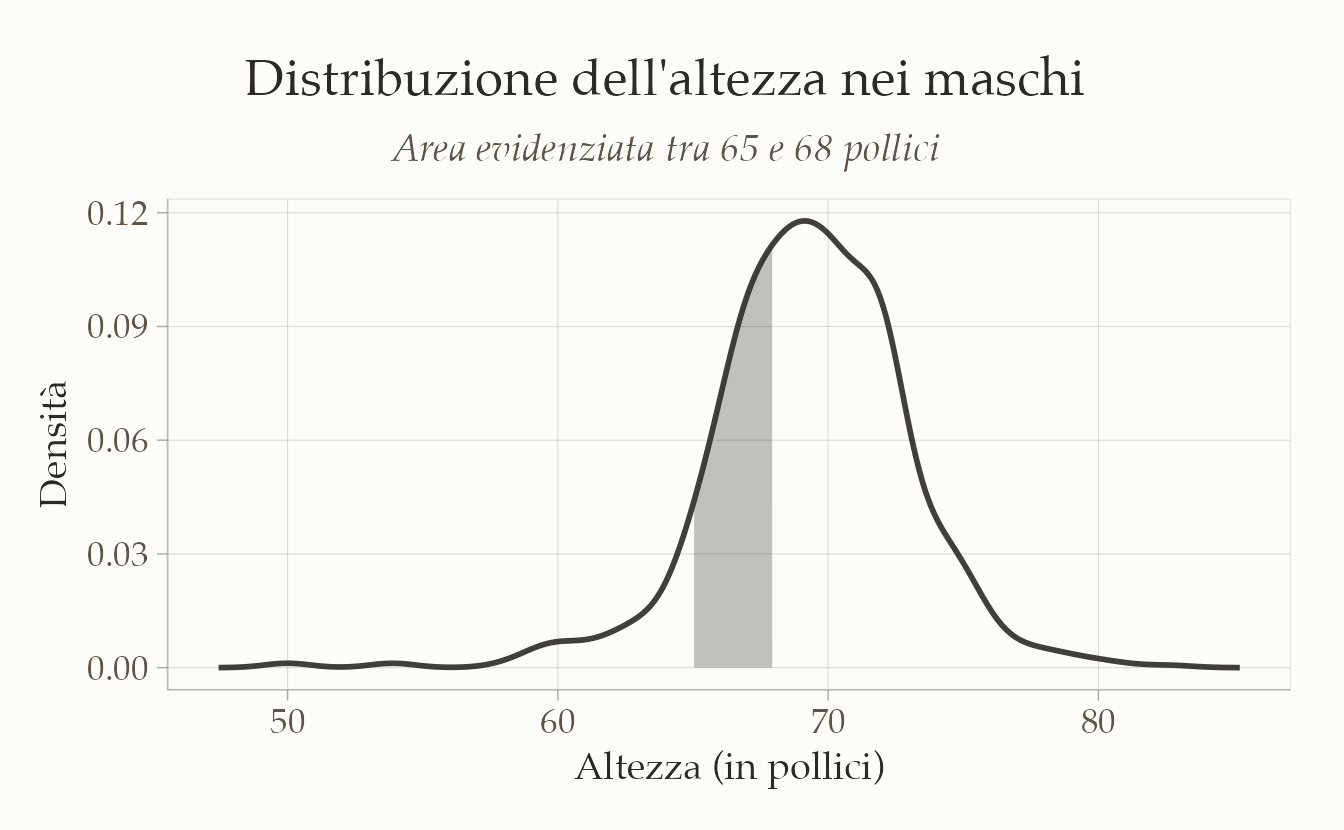 Distribuzione dell'altezza nei maschi
Area evidenziata tra 65 e 68 pollici
0.12
0.09
0.06
0.03
0.00
Densità
50 60 70 80
Altezza (in pollici)